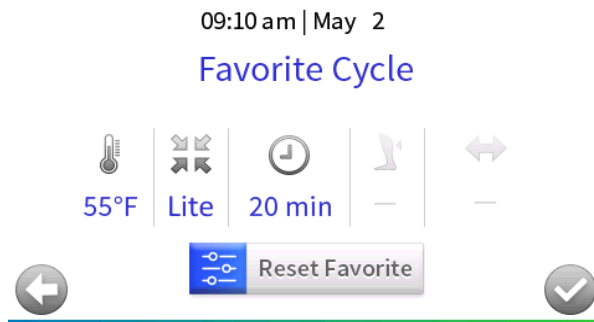 09:10 am | May 2
Favorite Cycle
55°F Lite 20 min — —
Reset Favorite